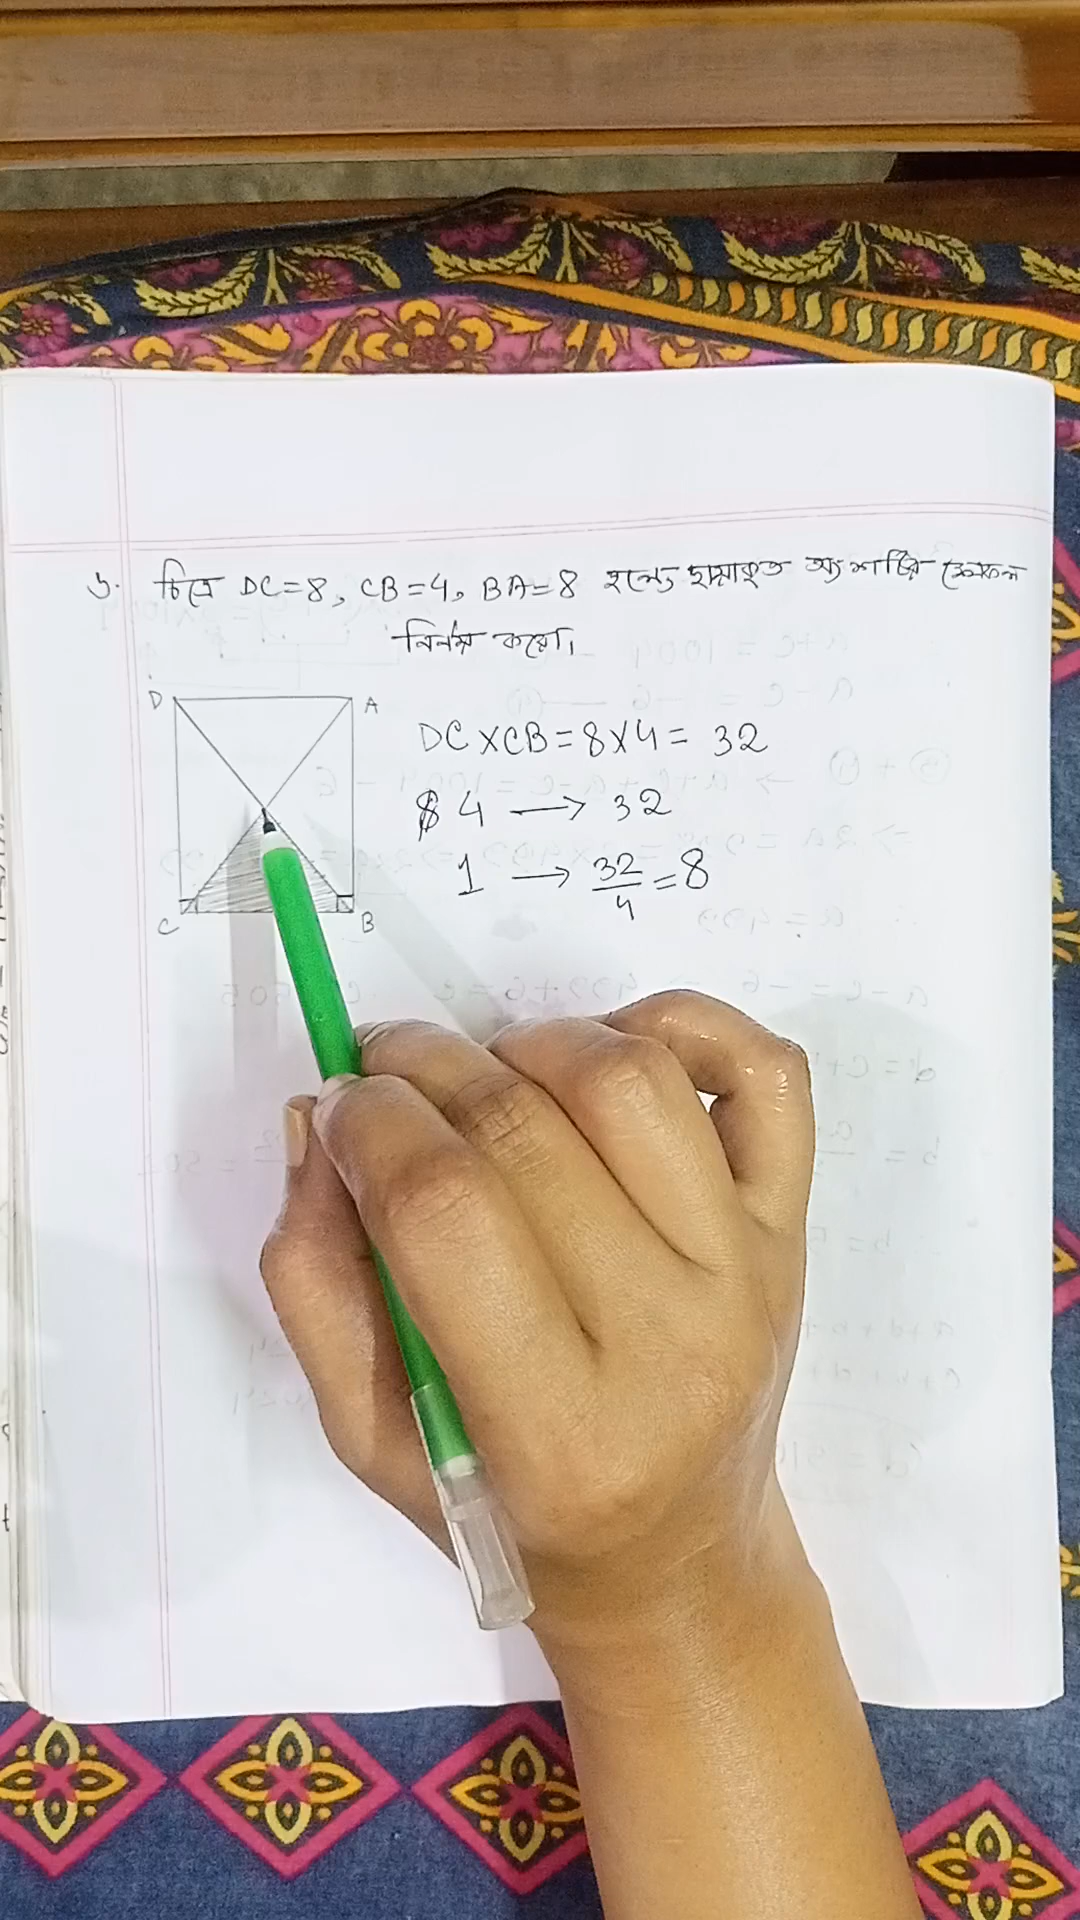 ১. চিত্রে DC=8, CB=4, BA=8 হলে ছায়াকৃত অংশটির ক্ষেত্রফল
নির্ণয় করো।
D A
DC×CB=8×4= 32
4 → 32
1 → 32/4 =8
C B